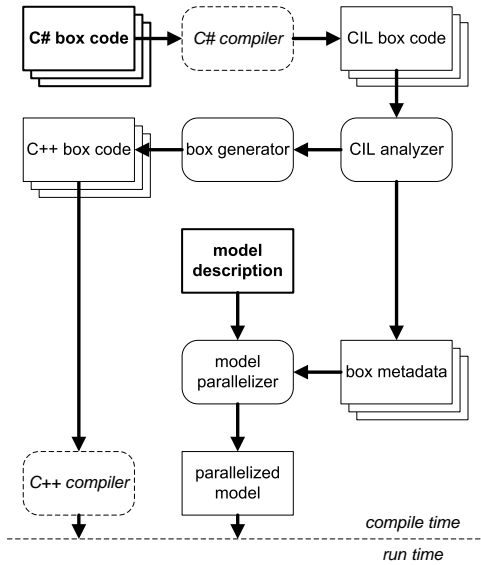 C# box code
C# compiler
CIL box code
C++ box code
box generator
CIL analyzer
model
description
model
parallelizer
box metadata
C++ compiler
parallelized
model
compile time
run time